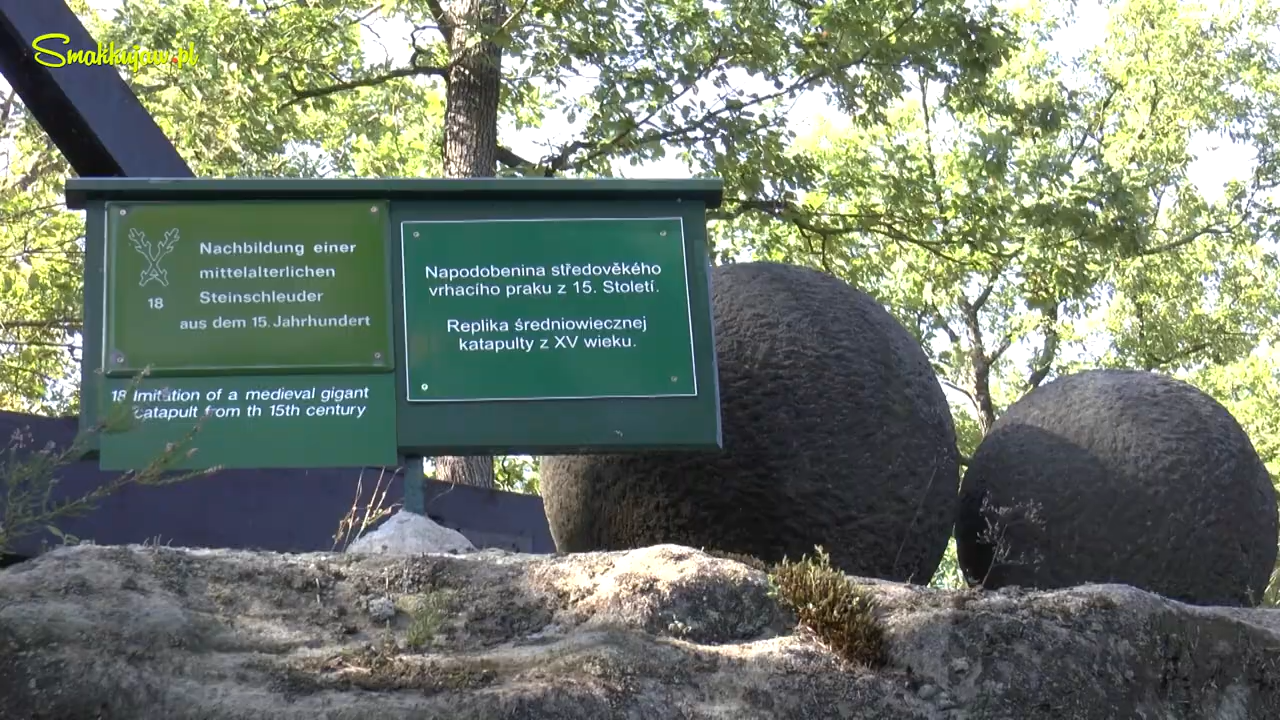 Smakkujaw.pl
Nachbildung einer
mittelalterlichen
Steinschleuder
18
aus dem 15. Jahrhundert
18 Imitation of a medieval gigant
catapult from th 15th century
Napodobenina středověkého
vrhacího praku z 15. Století.
Replika średniowiecznej
katapulty z XV wieku.